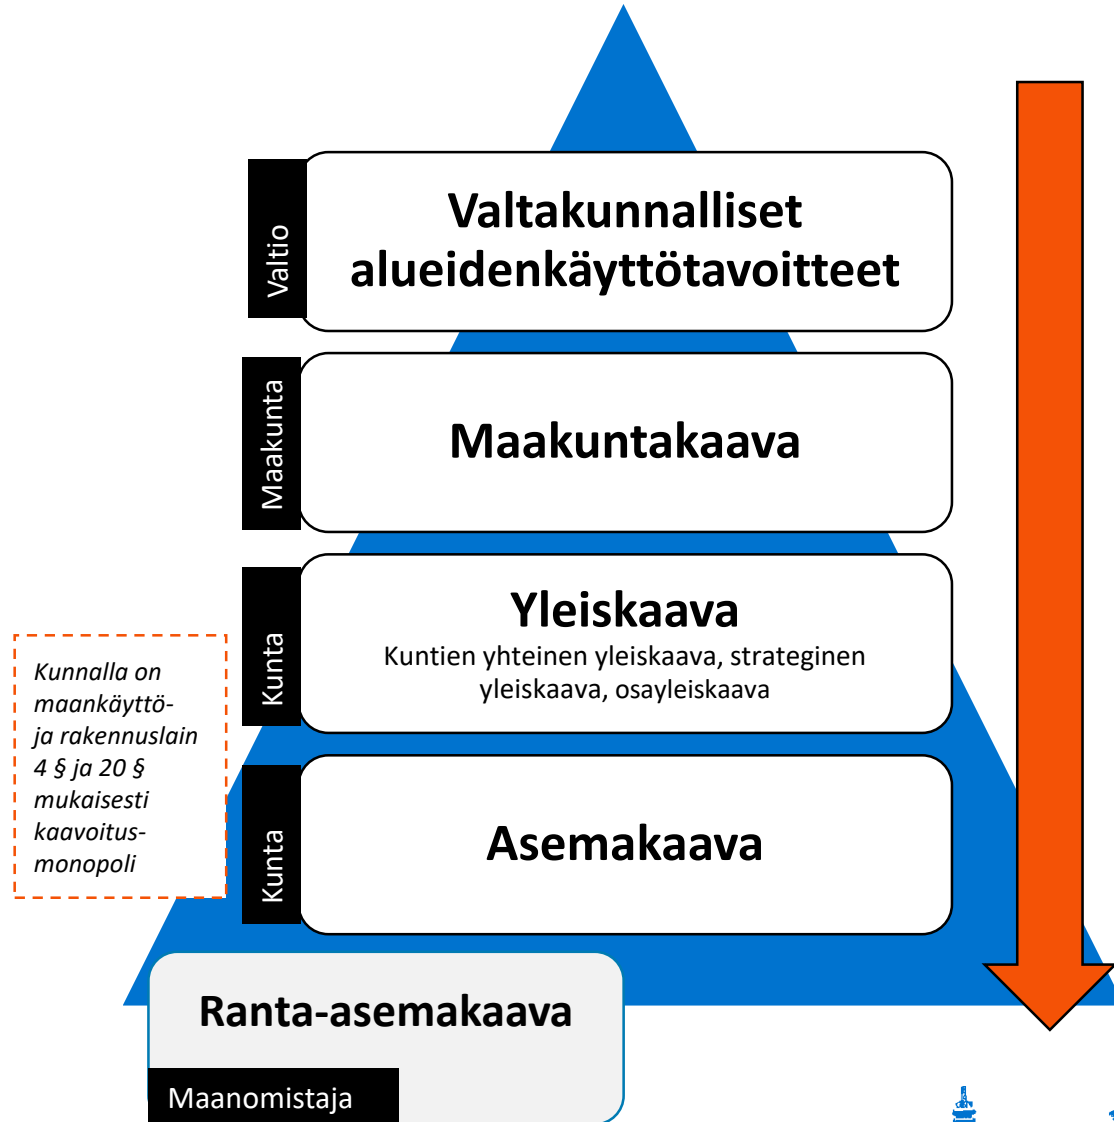 Valtio
Valtakunnalliset
alueidenkäyttötavoitteet
Maakunta
Maakuntakaava
Kunta
Yleiskaava
Kuntien yhteinen yleiskaava, strateginen
yleiskaava, osayleiskaava
Kunnalla on
maankäyttö-
ja rakennuslain
4 § ja 20 §
mukaisesti
kaavoitus-
monopoli
Kunta
Asemakaava
Ranta-asemakaava
Maanomistaja